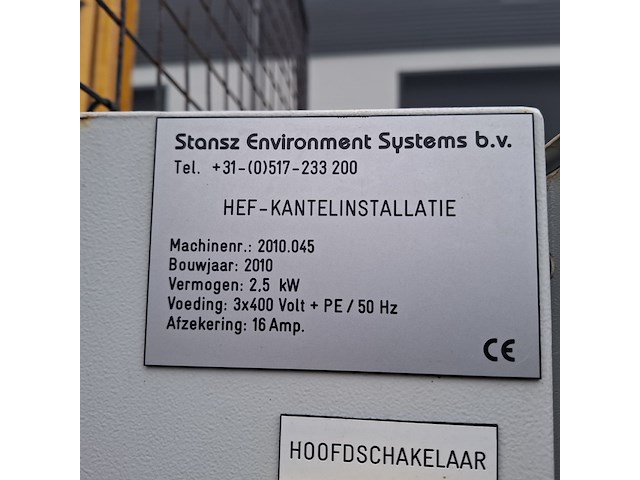 Stansz Environment Systems b.v.
Tel. +31-(0)517-233 200
HEF-KANTELINSTALLATIE
Machinenr.: 2010.045
Bouwjaar: 2010
Vermogen: 2,5 kW
Voeding: 3x400 Volt + PE / 50 Hz
Afzekering: 16 Amp.
CE
HOOFDSCHAKELAAR